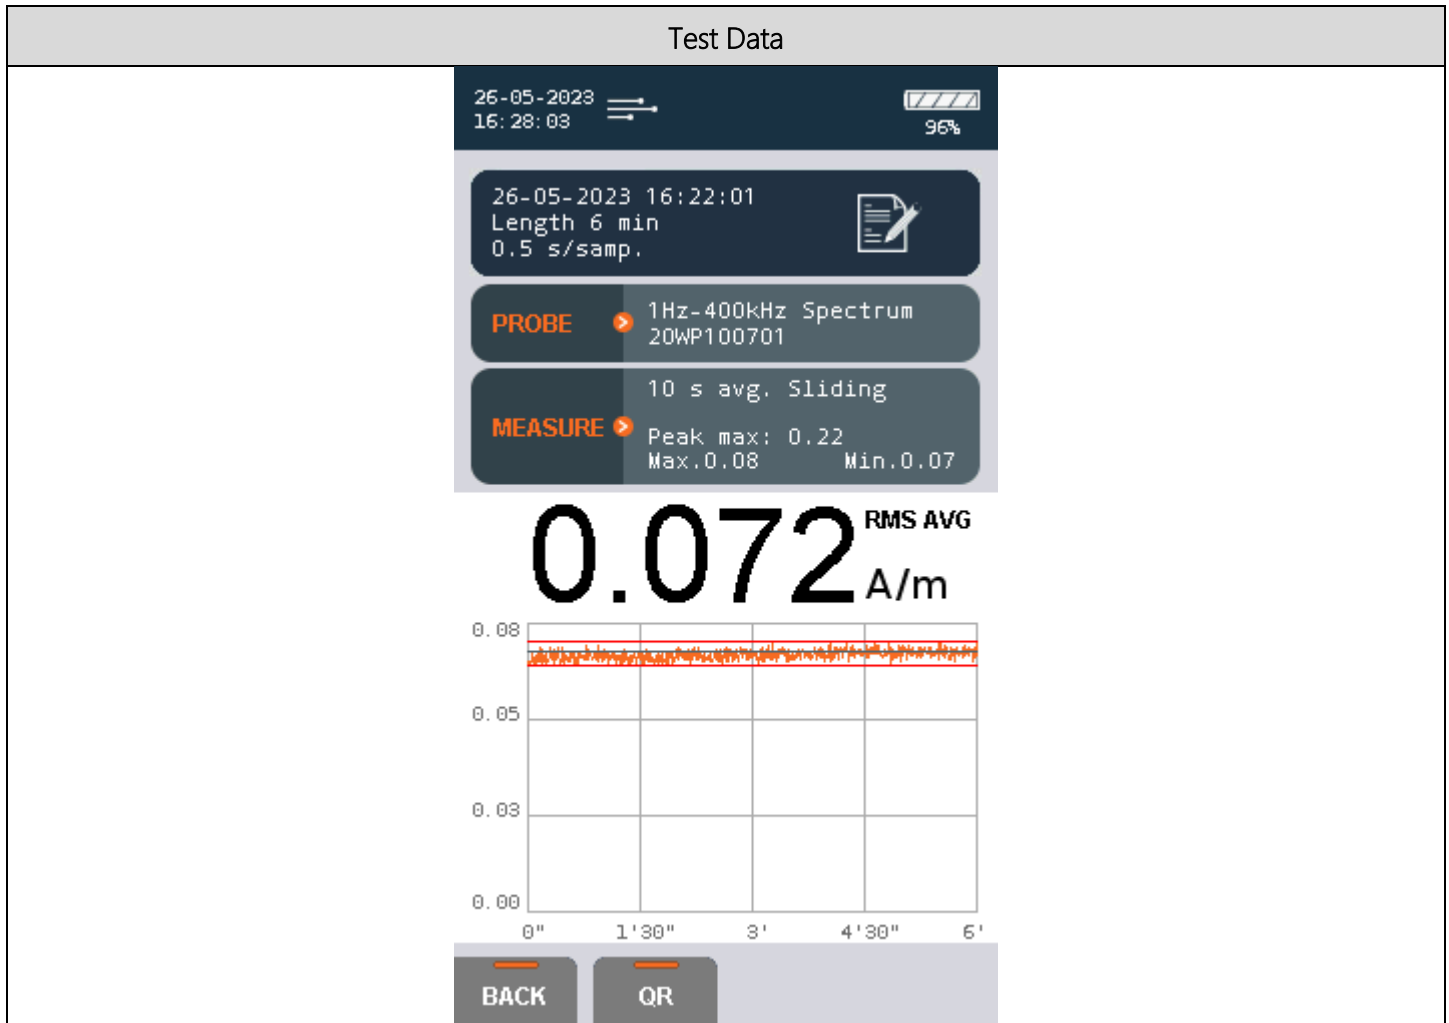 Test Data
26-05-2023
16:28:03
96%
26-05-2023 16:22:01
Length 6 min
0.5 s/samp.
PROBE
1Hz-400kHz Spectrum
20WP100701
MEASURE
10 s avg. Sliding
Peak max: 0.22
Max.0.08 Min.0.07
0.072 RMS AVG
A/m
0.08
0.05
0.03
0.00
0" 1'30" 3' 4'30" 6'
BACK QR